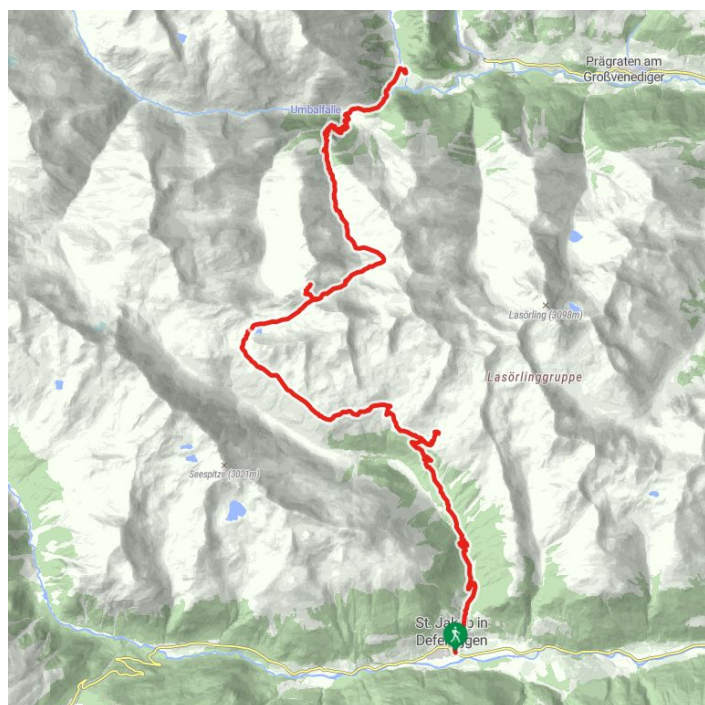 Prägraten am
Großvenediger
Umbalfälle
Lasörling (3098m)
Lasörlinggruppe
Seespitze (3021m)
St. Jakob in
Defereggen